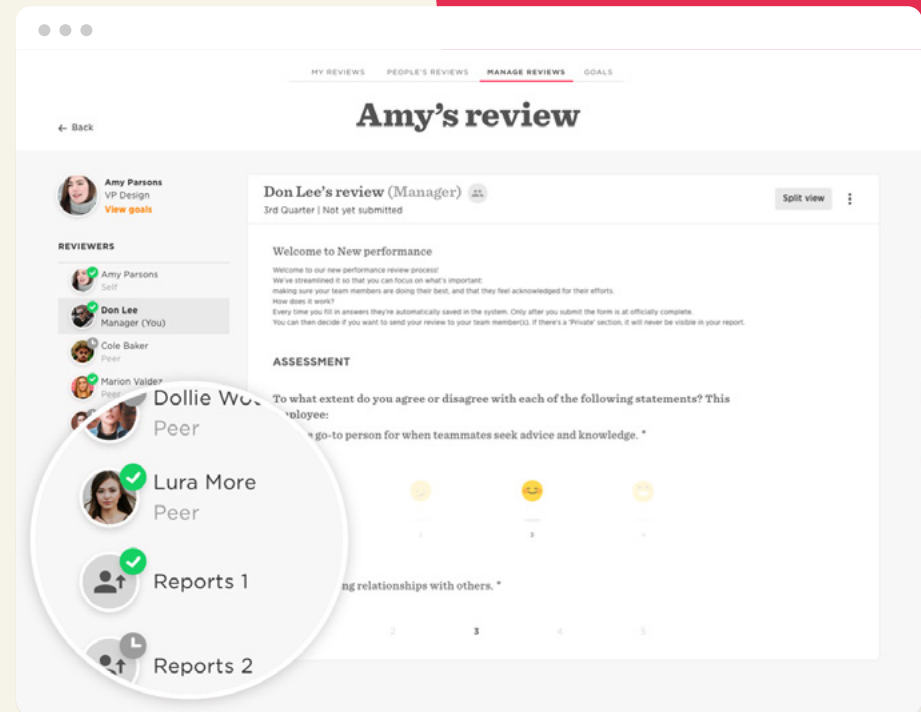 MY REVIEWS PEOPLE'S REVIEWS MANAGE REVIEWS GOALS
Amy's review
← Back
Amy Parsons
VP Design
View goals
REVIEWERS
Amy Parsons
Self
Don Lee
Manager (You)
Cole Baker
Peer
Marion Valdez
Peer
Dollie
Peer
Lura More
Peer
Reports 1
Reports 2
Don Lee's review (Manager)
3rd Quarter | Not yet submitted
Split view
Welcome to New performance
Welcome to our new performance review process!
We've streamlined it so that you can focus on what's important:
making sure your team members are doing their best, and that they feel acknowledged for their efforts.
How does it work?
Every time you fill in answers they're automatically saved in the system. Only after you submit the form is at officially complete.
You can then decide if you want to send your review to your team member(s). If there's a 'Private' section, it will never be visible in your report.
ASSESSMENT
To what extent do you agree or disagree with each of the following statements? This
ployee:
go-to person for when teammates seek advice and knowledge. *
2 3 4
ng relationships with others. *
2 3 4 5